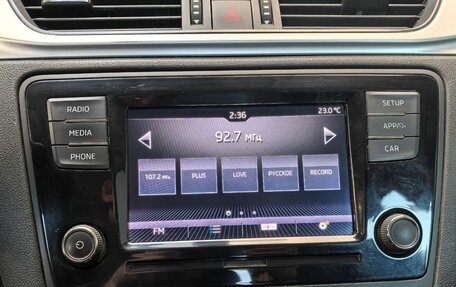 RADIO
MEDIA
PHONE
2:36
23.0 °C
92.7 МГц
107.2 МГц
PLUS
LOVE
РУССКОЕ
RECORD
FM
SETUP
APP/
CAR